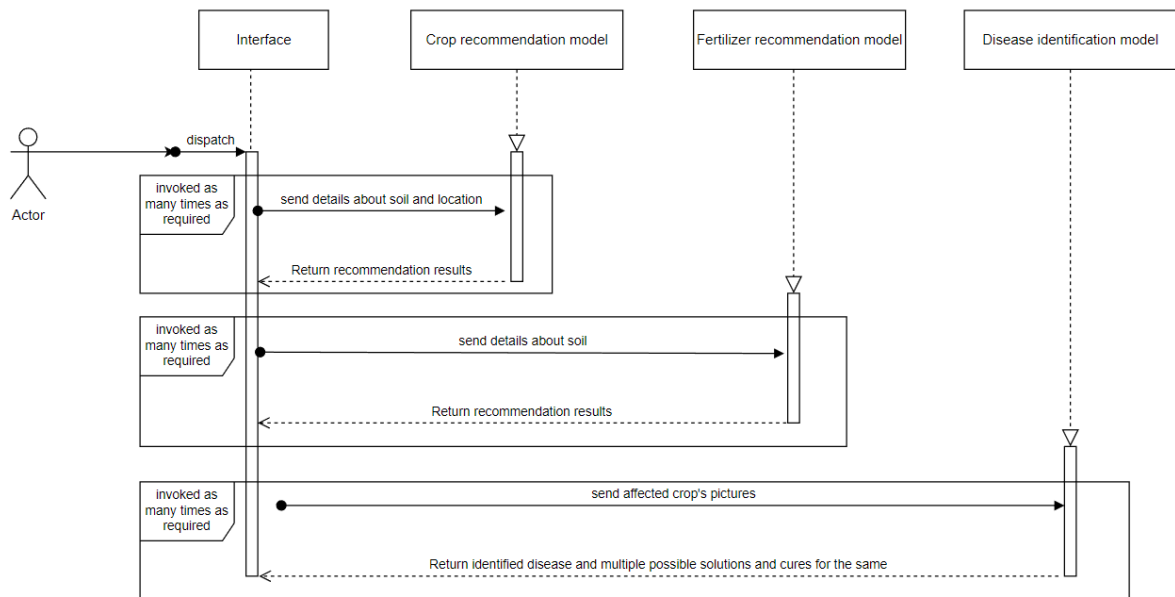 Interface
Crop recommendation model
Fertilizer recommendation model
Disease identification model
dispatch
Actor
invoked as
many times as
required
send details about soil and location
Return recommendation results
invoked as
many times as
required
send details about soil
Return recommendation results
invoked as
many times as
required
send affected crop's pictures
Return identified disease and multiple possible solutions and cures for the same